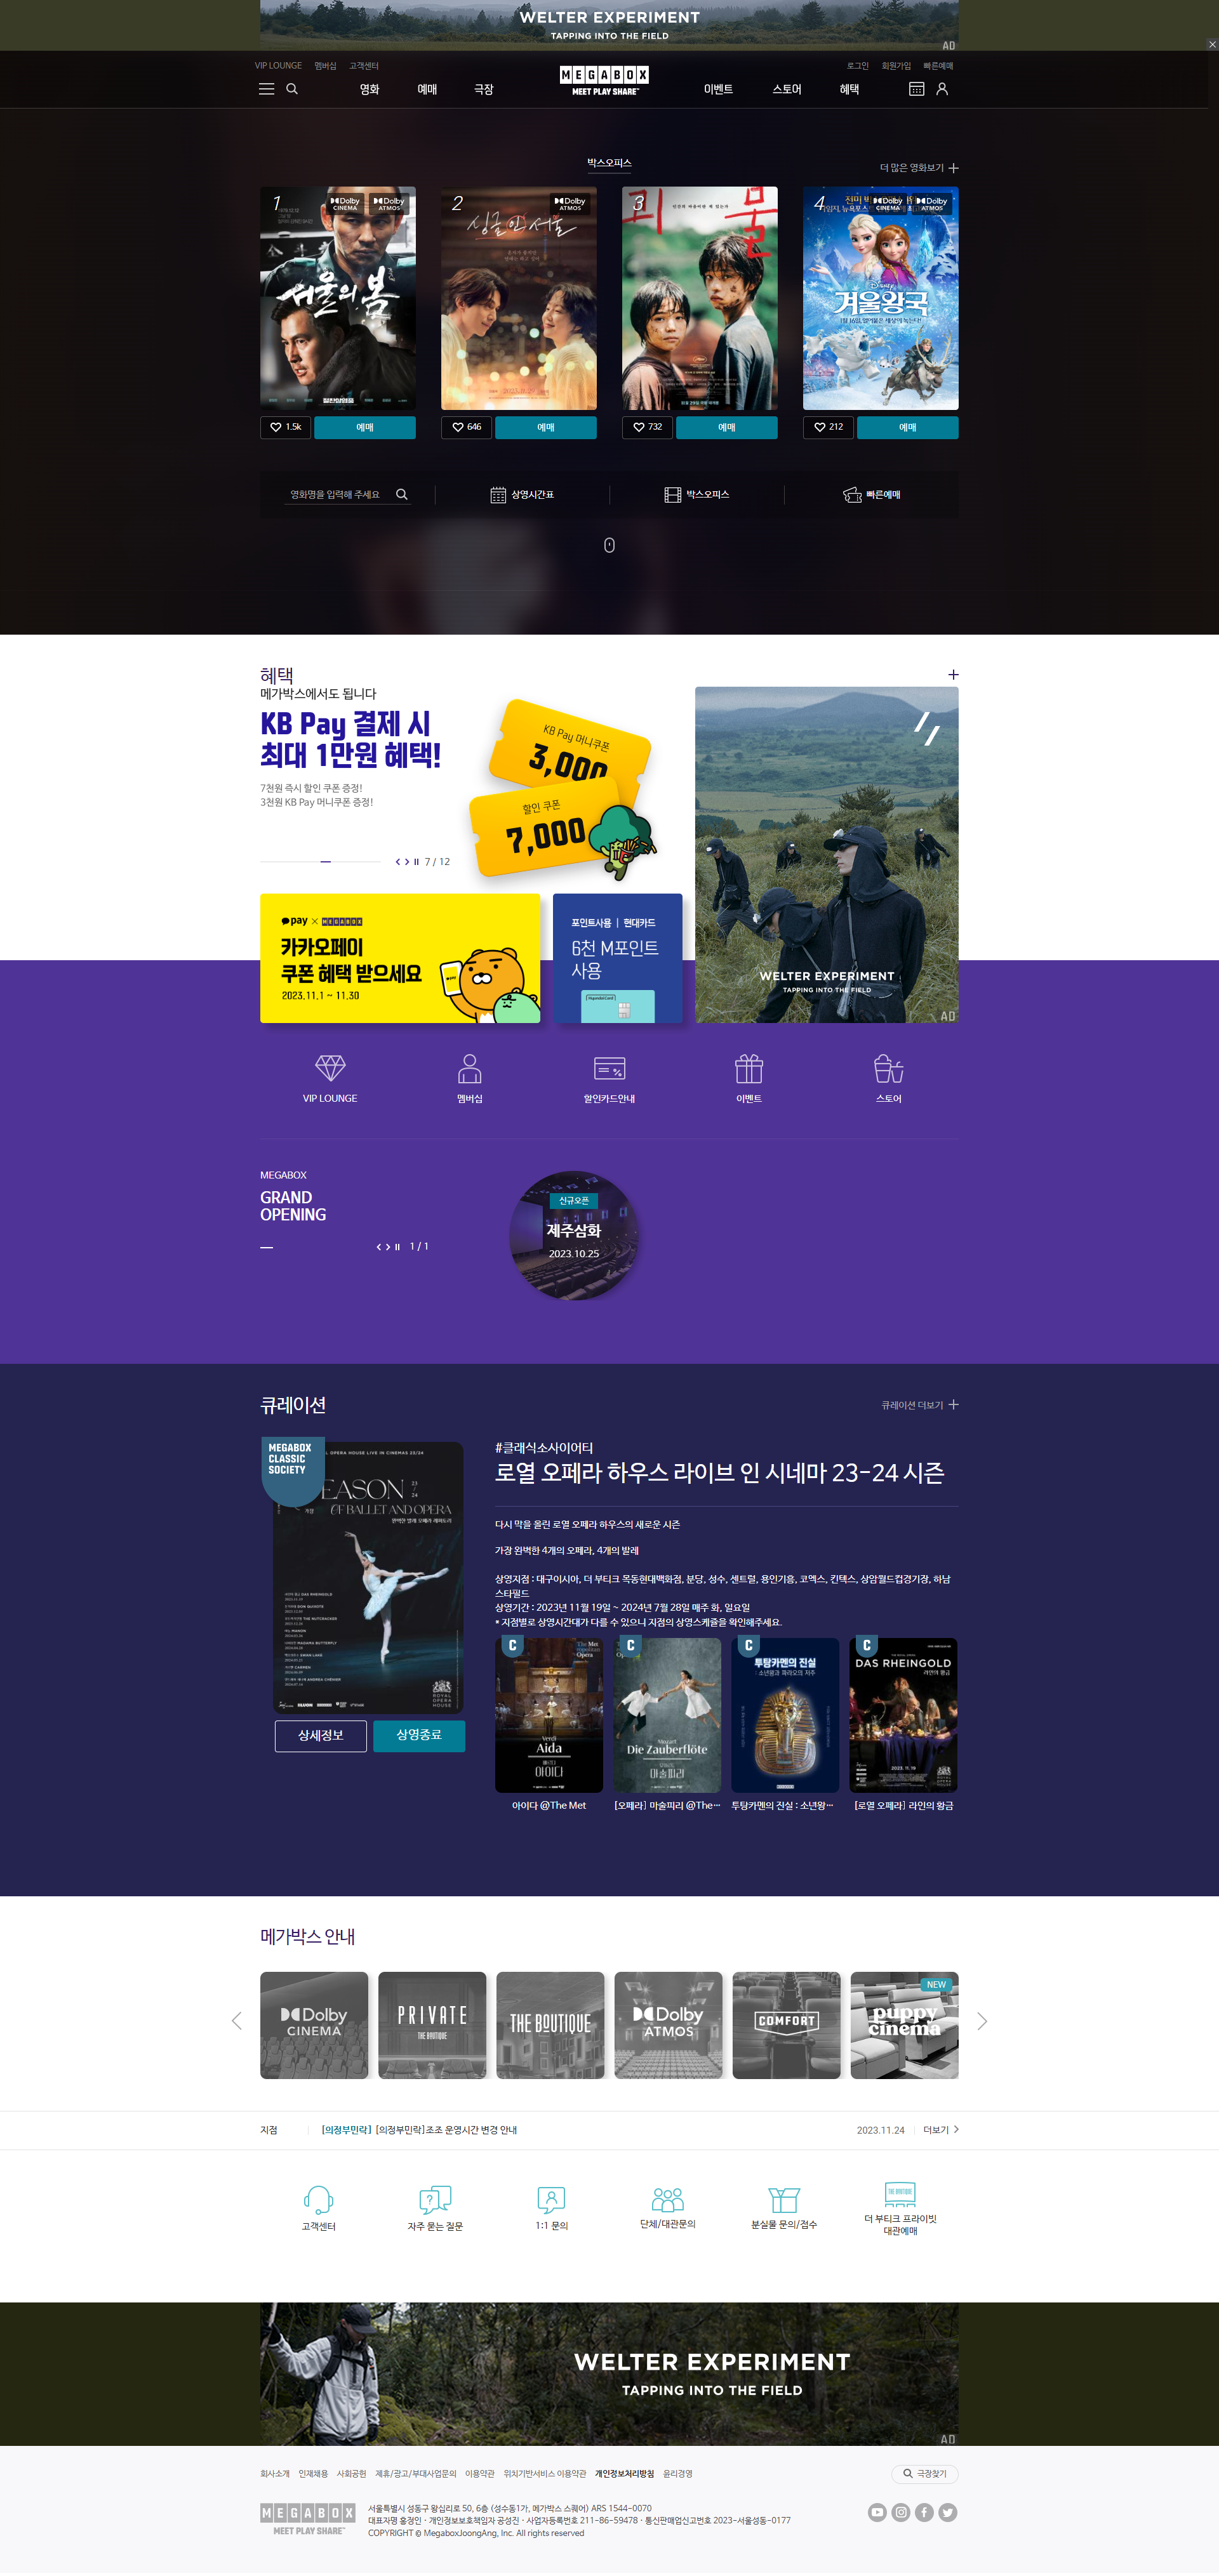 WELTER EXPERIMENT
TAPPING INTO THE FIELD
AD
VIP LOUNGE 멤버십 고객센터
로그인 회원가입 빠른예매
영화 예매 극장
MEGABOX
MEET PLAY SHARE
이벤트 스토어 혜택
박스오피스
더 많은 영화보기
1
Dolby CINEMA
Dolby ATMOS
서울의 봄
2
Dolby ATMOS
싱글 인 서울
3
괴물
4
Dolby CINEMA
Dolby ATMOS
Disney
겨울왕국
1.5k 예매
646 예매
732 예매
212 예매
영화명을 입력해 주세요
상영시간표
박스오피스
빠른예매
혜택
메가박스에서도 됩니다
KB Pay 결제 시
최대 1만원 혜택!
7천원 즉시 할인 쿠폰 증정!
3천원 KB Pay 머니쿠폰 증정!
7 / 12
KB Pay 머니쿠폰
3,000
할인 쿠폰
7,000
WELTER EXPERIMENT
TAPPING INTO THE FIELD
AD
pay × MEGABOX
카카오페이
쿠폰 혜택 받으세요
2023.11.1 ~ 11.30
포인트사용 | 현대카드
6천 M포인트
사용
VIP LOUNGE
멤버십
할인카드안내
이벤트
스토어
MEGABOX
GRAND
OPENING
1 / 1
신규오픈
제주삼화
2023.10.25
큐레이션
큐레이션 더보기
MEGABOX
CLASSIC
SOCIETY
OPERA HOUSE LIVE IN CINEMAS 23/24
EASON
OF BALLET AND OPERA
ROYAL
OPERA
HOUSE
상세정보
상영종료
#클래식소사이어티
로열 오페라 하우스 라이브 인 시네마 23-24 시즌
다시 막을 올린 로열 오페라 하우스의 새로운 시즌
가장 완벽한 4개의 오페라, 4개의 발레
상영지점 : 대구이시아, 더 부티크 목동현대백화점, 분당, 성수, 센트럴, 용인기흥, 코엑스, 킨텍스, 상암월드컵경기장, 하남
스타필드
상영기간 : 2023년 11월 19일 ~ 2024년 7월 28일 매주 화, 일요일
* 지점별로 상영시간대가 다를 수 있으니 지점의 상영스케쥴을 확인해주세요.
C
Verdi
Aida
아이다
C
Mozart
Die Zauberflöte
마술피리
C
투탕카멘의 진실
: 소년왕과 파라오의 저주
C
DAS RHEINGOLD
라인의 황금
2023. 11. 19
아이다 @The Met
[오페라] 마술피리 @The…
투탕카멘의 진실 : 소년왕…
[로열 오페라] 라인의 황금
메가박스 안내
Dolby CINEMA
PRIVATE
THE BOUTIQUE
THE BOUTIQUE
Dolby ATMOS
COMFORT
NEW
puppy cinema
지점
[의정부민락] [의정부민락]조조 운영시간 변경 안내
2023.11.24
더보기
고객센터
자주 묻는 질문
1:1 문의
단체/대관문의
분실물 문의/접수
THE BOUTIQUE
더 부티크 프라이빗
대관예매
WELTER EXPERIMENT
TAPPING INTO THE FIELD
AD
회사소개 인재채용 사회공헌 제휴/광고/부대사업문의 이용약관 위치기반서비스 이용약관 개인정보처리방침 윤리경영
극장찾기
MEGABOX
MEET PLAY SHARE
서울특별시 성동구 왕십리로 50, 6층 (성수동1가, 메가박스 스퀘어) ARS 1544-0070
대표자명 홍정인 · 개인정보보호책임자 공성진 · 사업자등록번호 211-86-59478 · 통신판매업신고번호 2023-서울성동-0177
COPYRIGHT © MegaboxJoongAng, Inc. All rights reserved